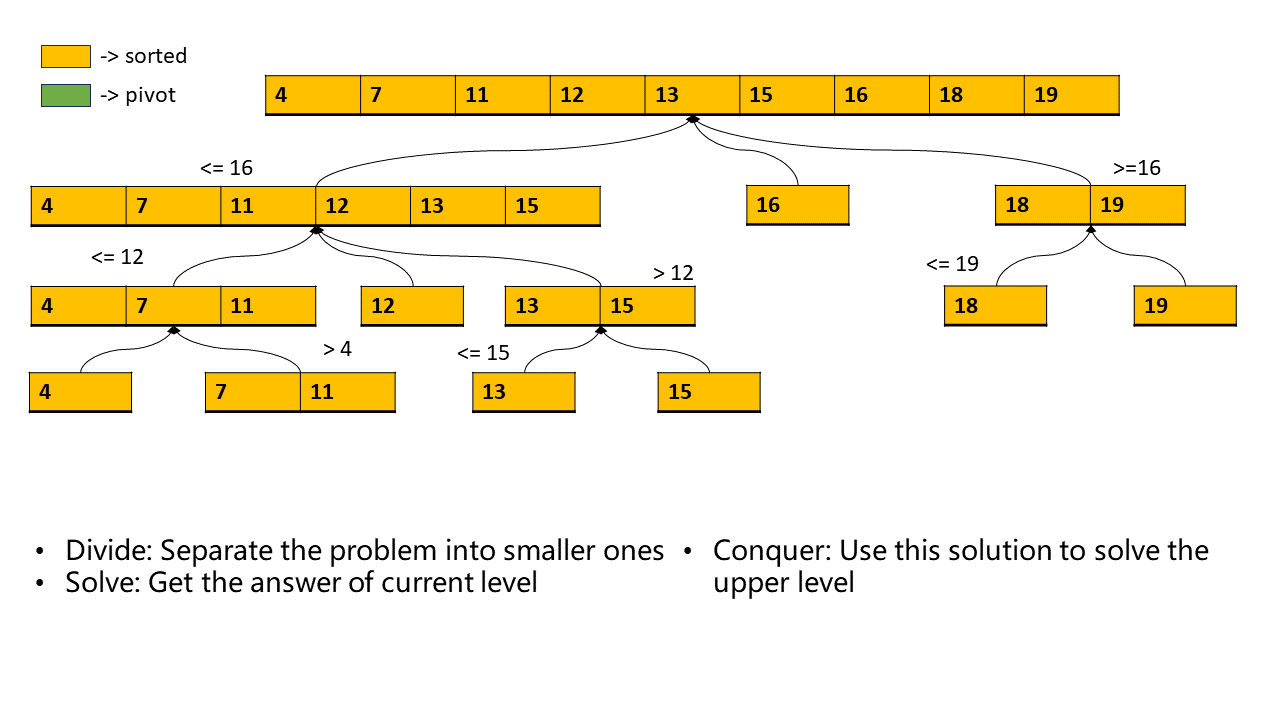 -> sorted
-> pivot
4 7 11 12 13 15 16 18 19
<= 16
>=16
4 7 11 12 13 15
16
18 19
<= 12
> 12
<= 19
4 7 11
12
13 15
18
19
> 4
<= 15
4
7 11
13
15
• Divide: Separate the problem into smaller ones
• Solve: Get the answer of current level
• Conquer: Use this solution to solve the
upper level